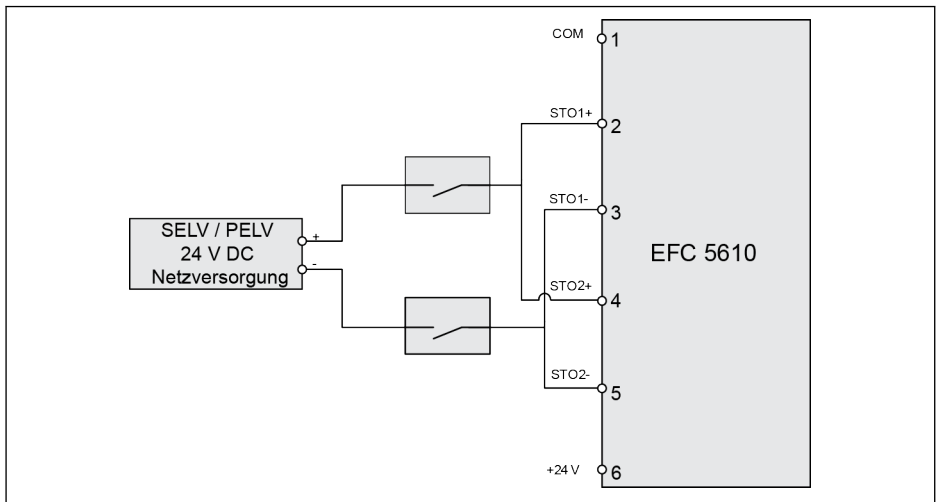 COM
1
STO1+
2
STO1-
3
SELV / PELV
24 V DC
Netzversorgung
+
-
EFC 5610
STO2+
4
STO2-
5
+24 V
6